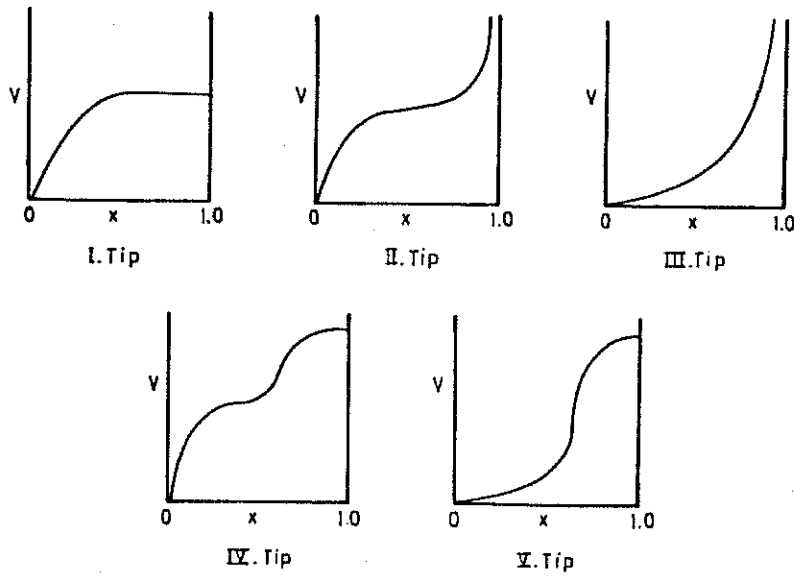 V V V
0 x 1.0 0 x 1.0 0 x 1.0
I.Tip II.Tip III.Tip
V V
0 x 1.0 0 x 1.0
IV.Tip V.Tip